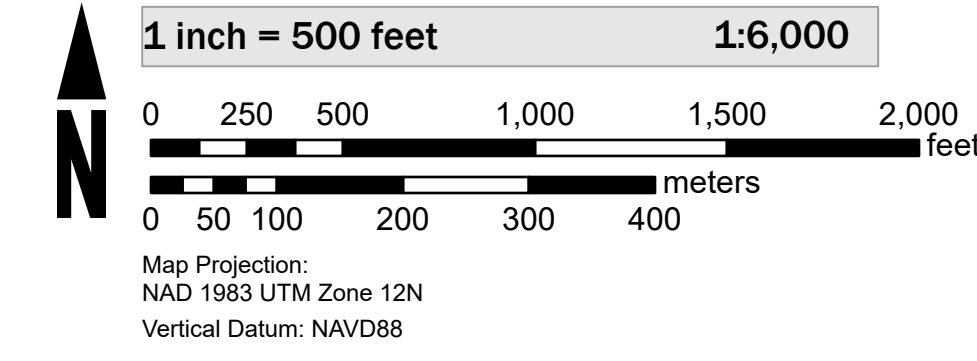 1 inch = 500 feet 1:6,000
0 250 500 1,000 1,500 2,000
feet
meters
0 50 100 200 300 400
N
Map Projection:
NAD 1983 UTM Zone 12N
Vertical Datum: NAVD88